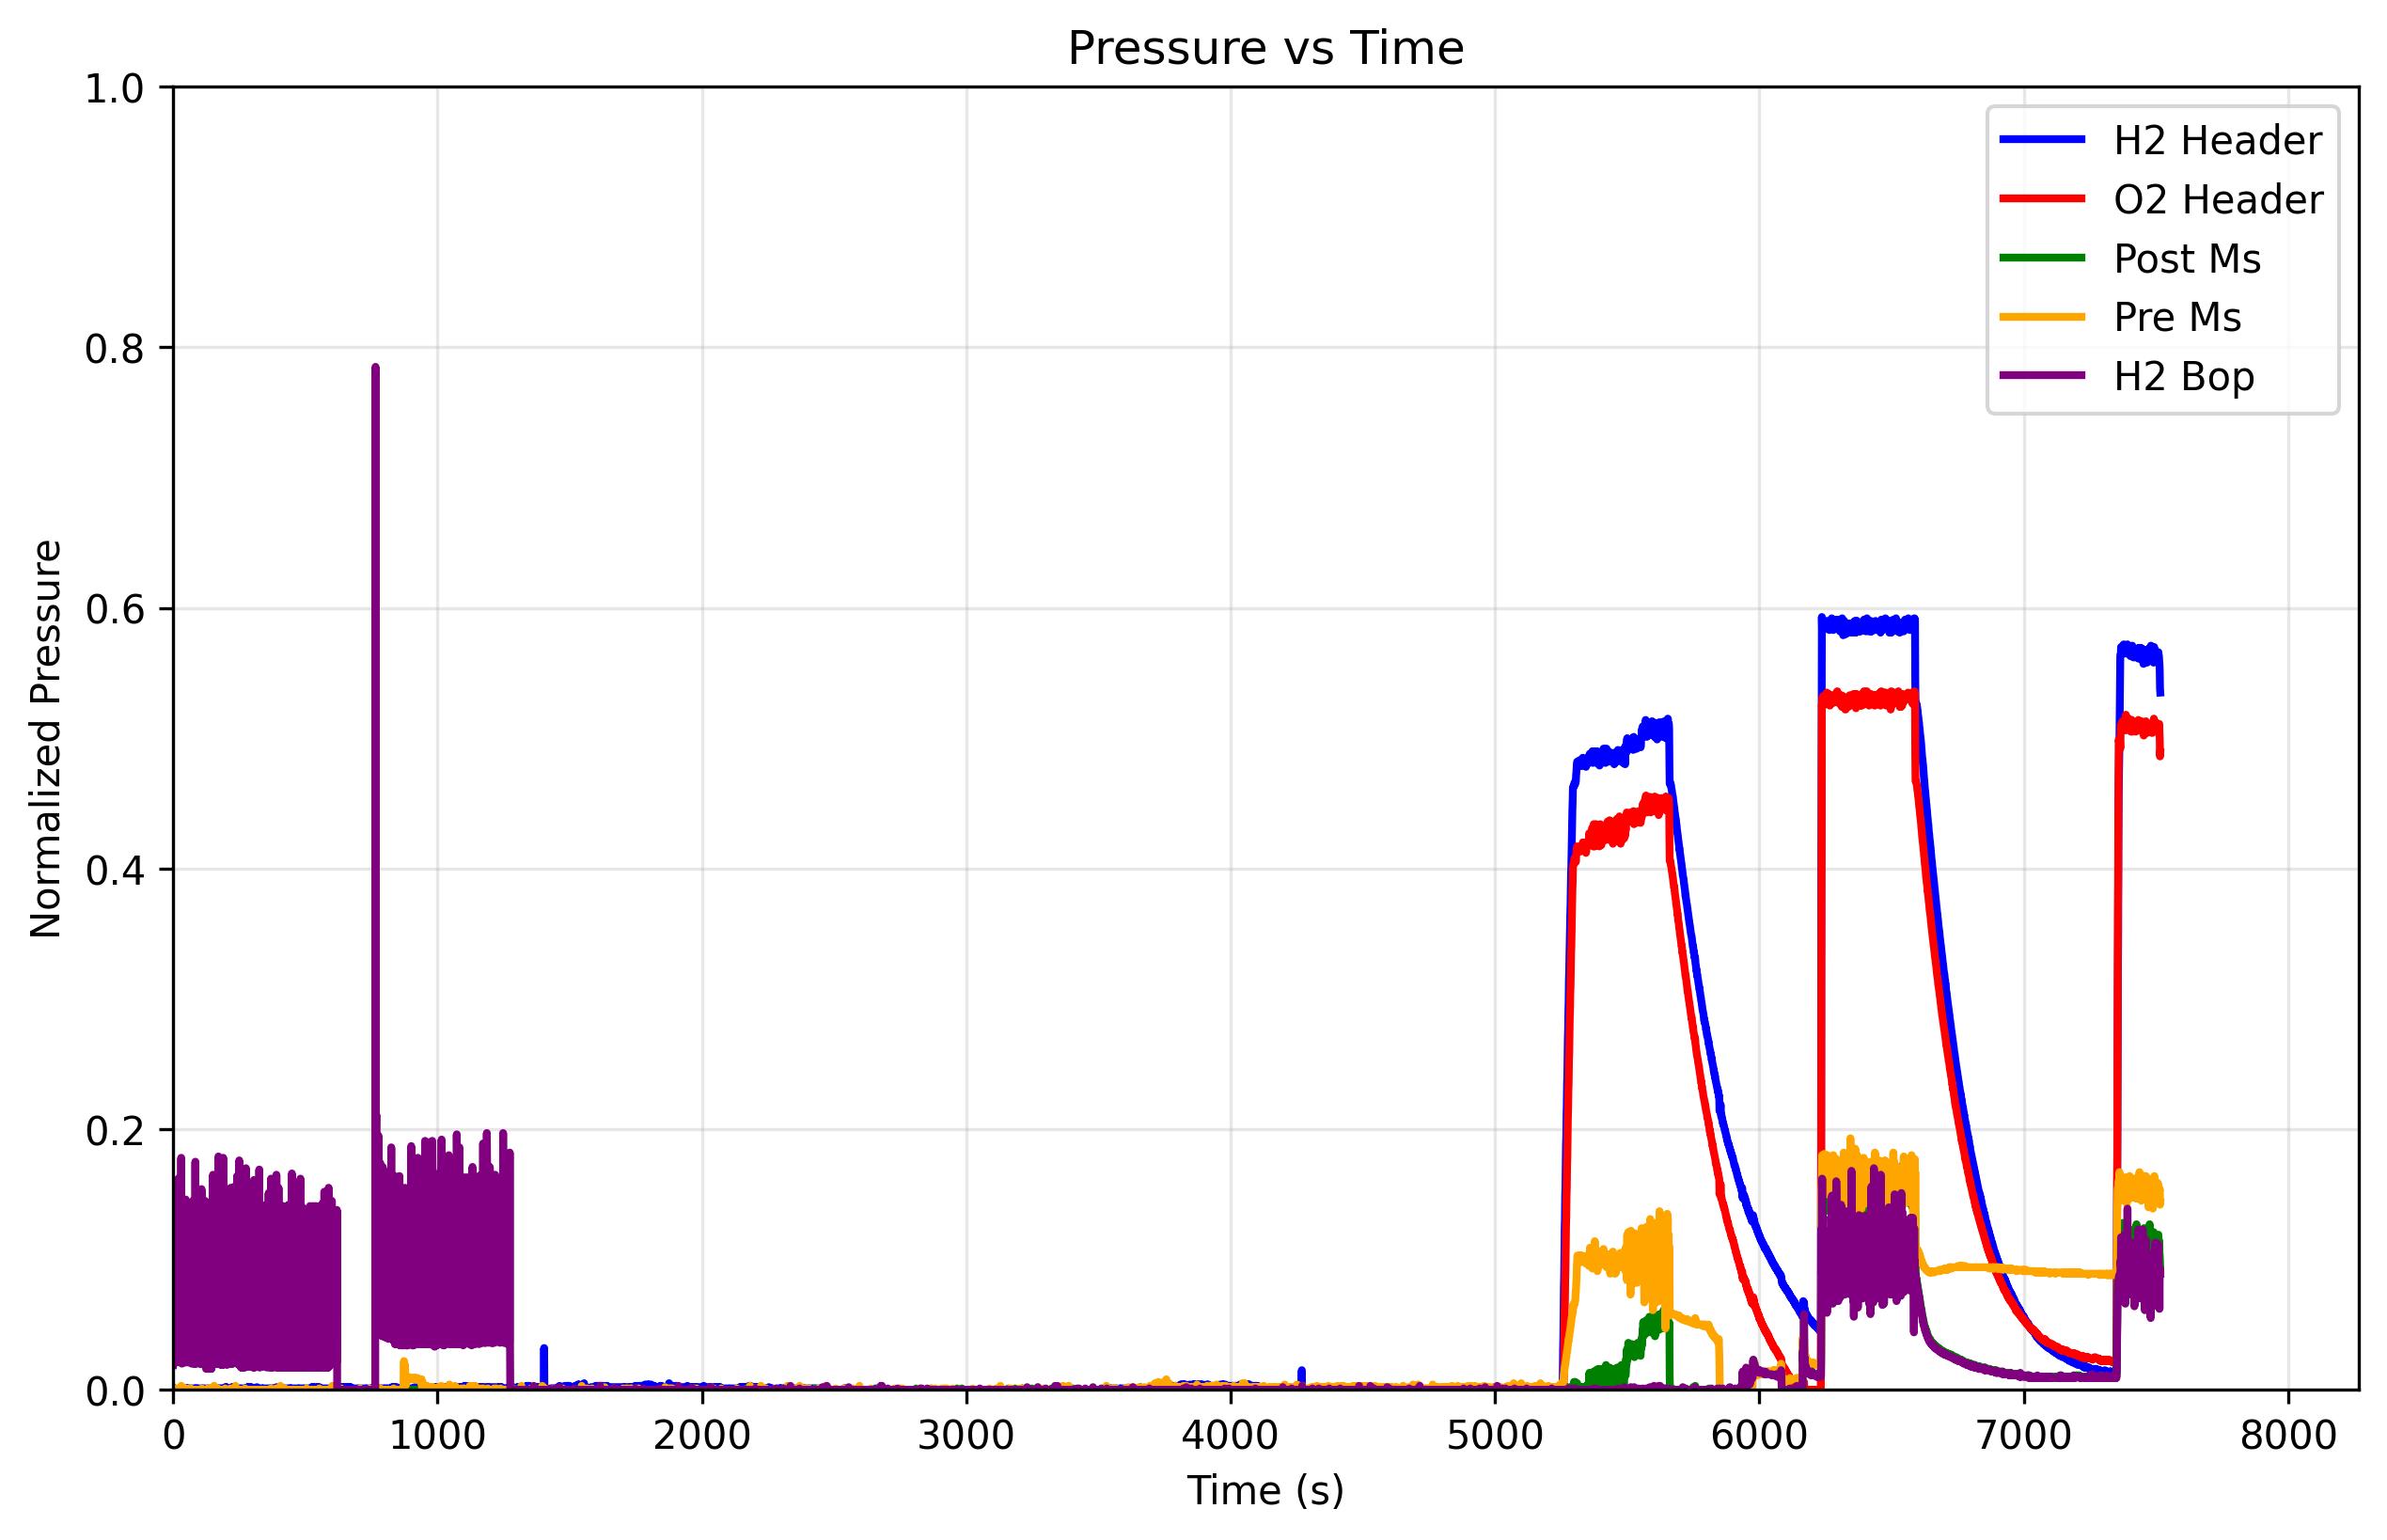 Pressure vs Time
1.0
0.8
0.6
0.4
0.2
0.0
Normalized Pressure
H2 Header
O2 Header
Post Ms
Pre Ms
H2 Bop
0 1000 2000 3000 4000 5000 6000 7000 8000
Time (s)